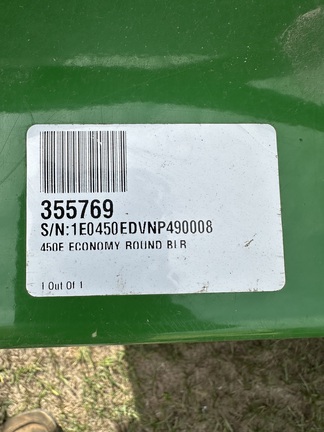 355769
S/N:1E0450EDVNP490008
450E ECONOMY ROUND BLR
1 Out Of 1